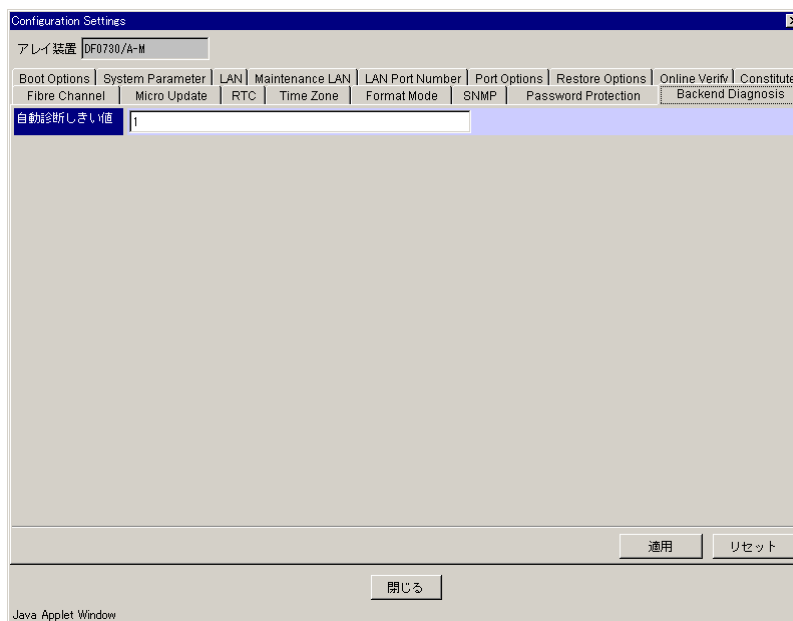 Configuration Settings
アレイ装置 DF0730/A-M
Boot Options System Parameter LAN Maintenance LAN LAN Port Number Port Options Restore Options Online Verify Constitute
Fibre Channel Micro Update RTC Time Zone Format Mode SNMP Password Protection Backend Diagnosis
自動診断しきい値 1
適用 リセット
閉じる
Java Applet Window